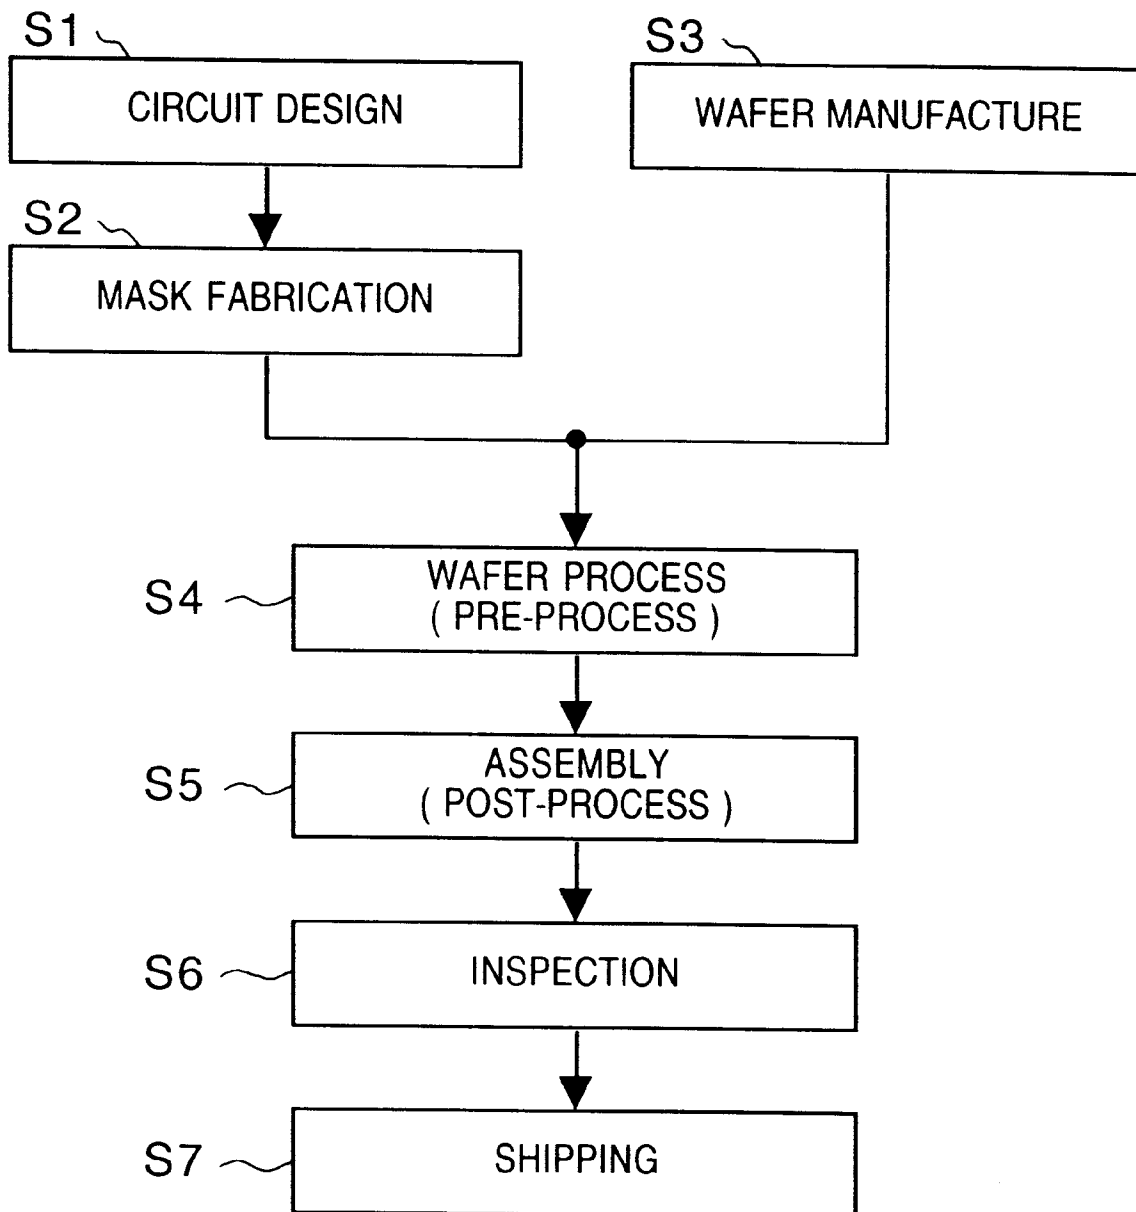 S1
CIRCUIT DESIGN
S3
WAFER MANUFACTURE
S2
MASK FABRICATION
S4
WAFER PROCESS
( PRE-PROCESS )
S5
ASSEMBLY
( POST-PROCESS )
S6
INSPECTION
S7
SHIPPING